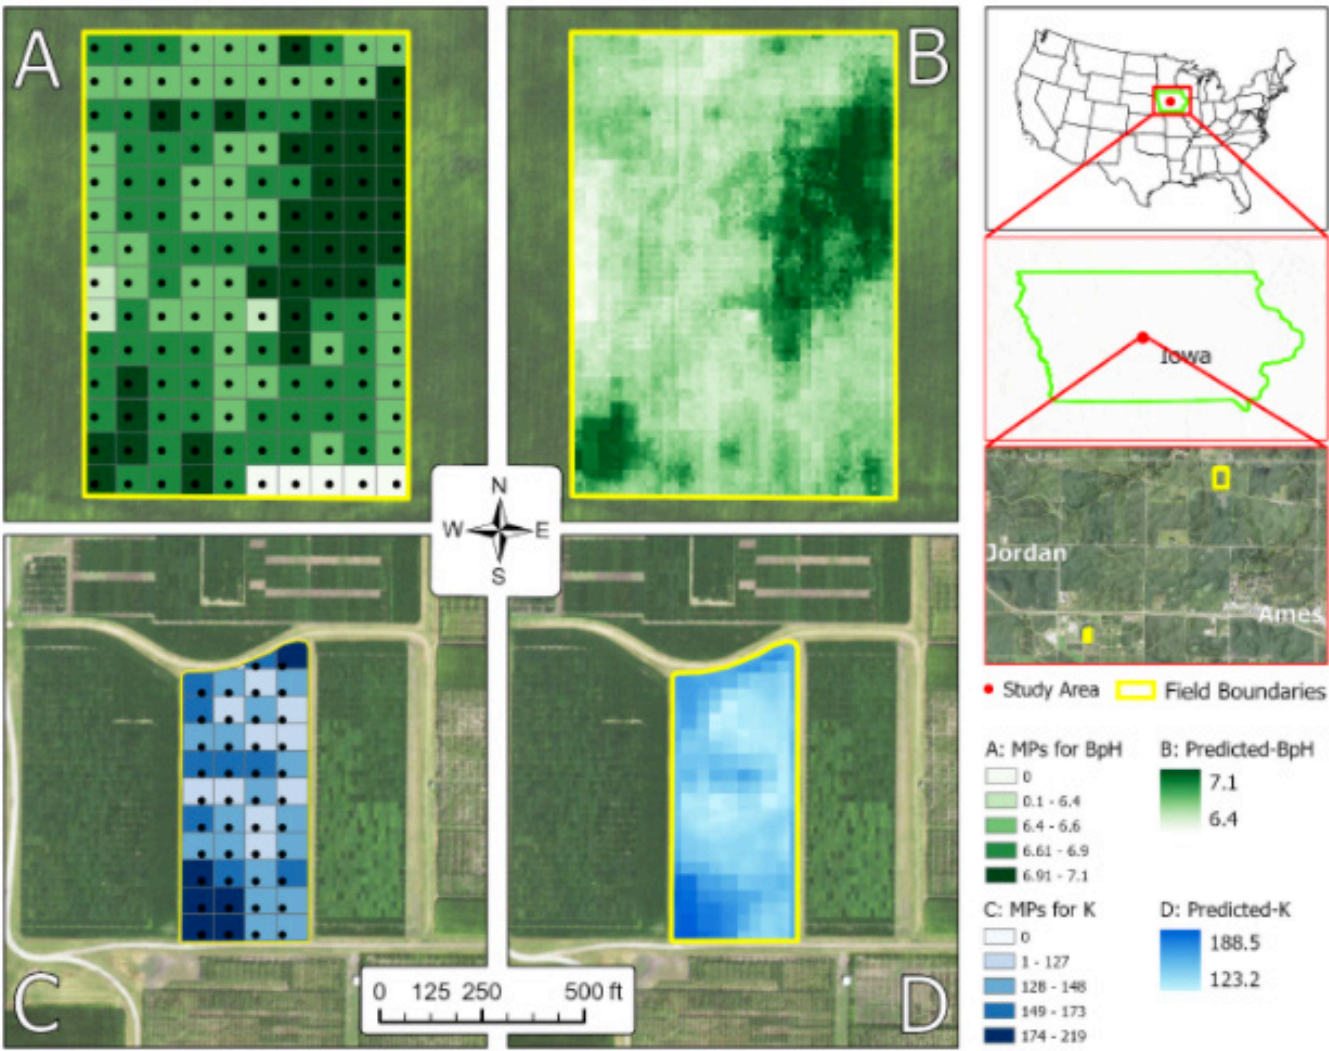 A
B
N
W E
S
C
D
0 125 250 500 ft
Iowa
Jordan
Ames
Study Area Field Boundaries
A: MPs for BpH
0
0.1 - 6.4
6.4 - 6.6
6.61 - 6.9
6.91 - 7.1
B: Predicted-BpH
7.1
6.4
C: MPs for K
0
1 - 127
128 - 148
149 - 173
174 - 219
D: Predicted-K
188.5
123.2